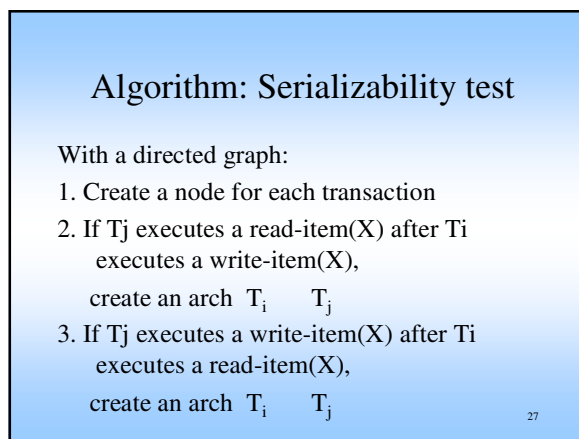 Algorithm: Serializability test
With a directed graph:
1. Create a node for each transaction
2. If Tj executes a read-item(X) after Ti
executes a write-item(X),
create an arch Ti Tj
3. If Tj executes a write-item(X) after Ti
executes a read-item(X),
create an arch Ti Tj
27